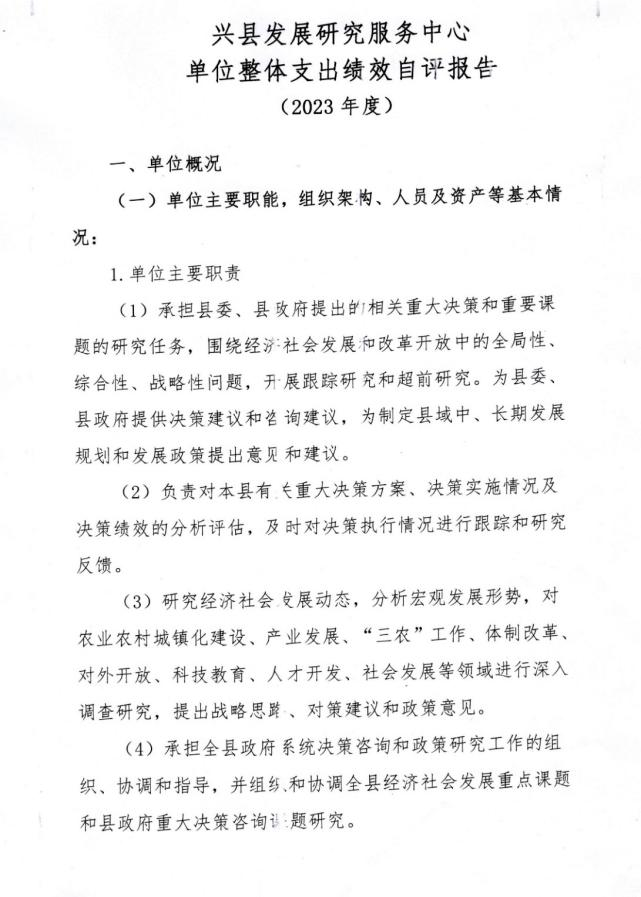 兴县发展研究服务中心
单位整体支出绩效自评报告
（2023 年度）
一、单位概况
（一）单位主要职能，组织架构、人员及资产等基本情
况：
1.单位主要职责
（1）承担县委、县政府提出的相关重大决策和重要课
题的研究任务，围绕经济社会发展和改革开放中的全局性、
综合性、战略性问题，开展跟踪研究和超前研究。为县委、
县政府提供决策建议和咨询建议，为制定县域中、长期发展
规划和发展政策提出意见和建议。
（2）负责对本县有关重大决策方案、决策实施情况及
决策绩效的分析评估，及时对决策执行情况进行跟踪和研究
反馈。
（3）研究经济社会发展动态，分析宏观发展形势，对
农业农村城镇化建设、产业发展、“三农”工作、体制改革、
对外开放、科技教育、人才开发、社会发展等领域进行深入
调查研究，提出战略思路、对策建议和政策意见。
（4）承担全县政府系统决策咨询和政策研究工作的组
织、协调和指导，并组织和协调全县经济社会发展重点课题
和县政府重大决策咨询课题研究。